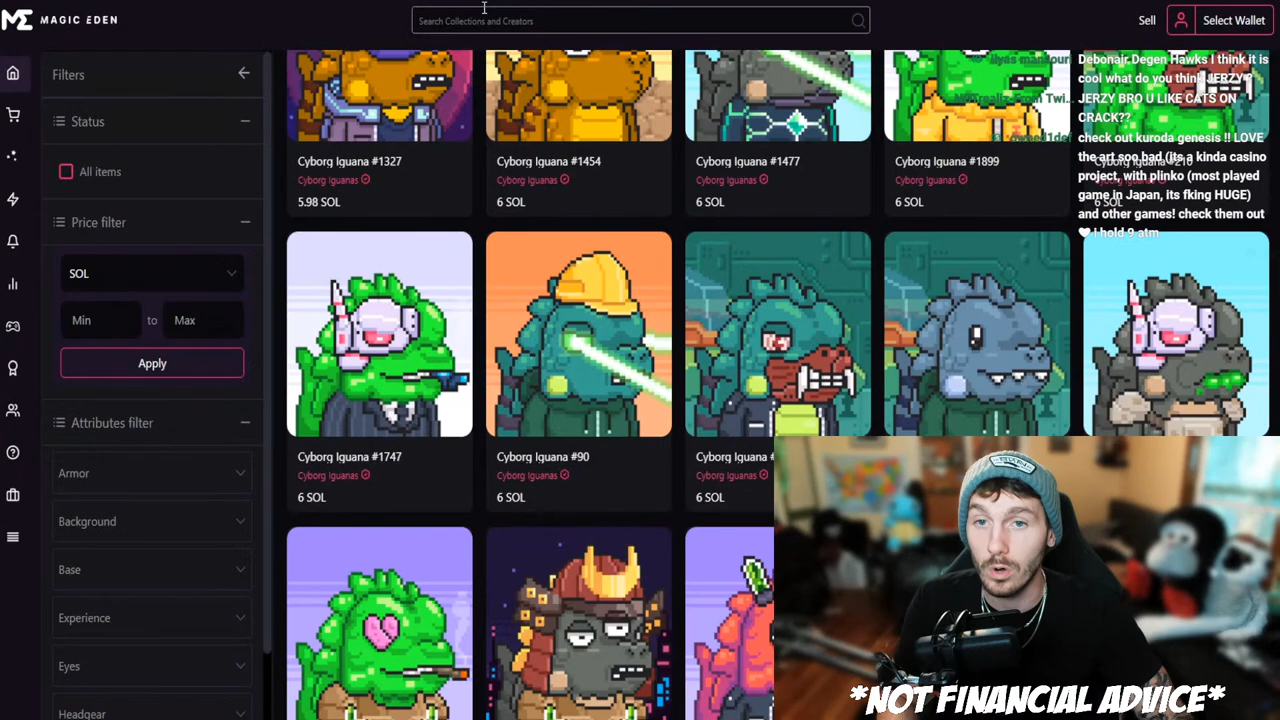 MAGIC EDEN
Search Collections and Creators
Sell
Select Wallet
Filters
Status
All items
Price filter
SOL
Min
to
Max
Apply
Attributes filter
Armor
Background
Base
Experience
Eyes
Headgear
Cyborg Iguana #1327
Cyborg Iguanas
5.98 SOL
Cyborg Iguana #1454
Cyborg Iguanas
6 SOL
Cyborg Iguana #1477
Cyborg Iguanas
6 SOL
Cyborg Iguana #1899
Cyborg Iguanas
6 SOL
Debonair Degen Hawks I think it is
cool what do you think JERZY?
JERZY BRO U LIKE CATS ON
CRACK??
check out kuroda genesis !! LOVE
the art soo bad (its a kinda casino
project, with plinko (most played
game in Japan, its fking HUGE)
and other games! check them out
I hold 9 atm
Cyborg Iguana #1747
Cyborg Iguanas
6 SOL
Cyborg Iguana #90
Cyborg Iguanas
6 SOL
Cyborg Iguana #
Cyborg Iguanas
6 SOL
*NOT FINANCIAL ADVICE*